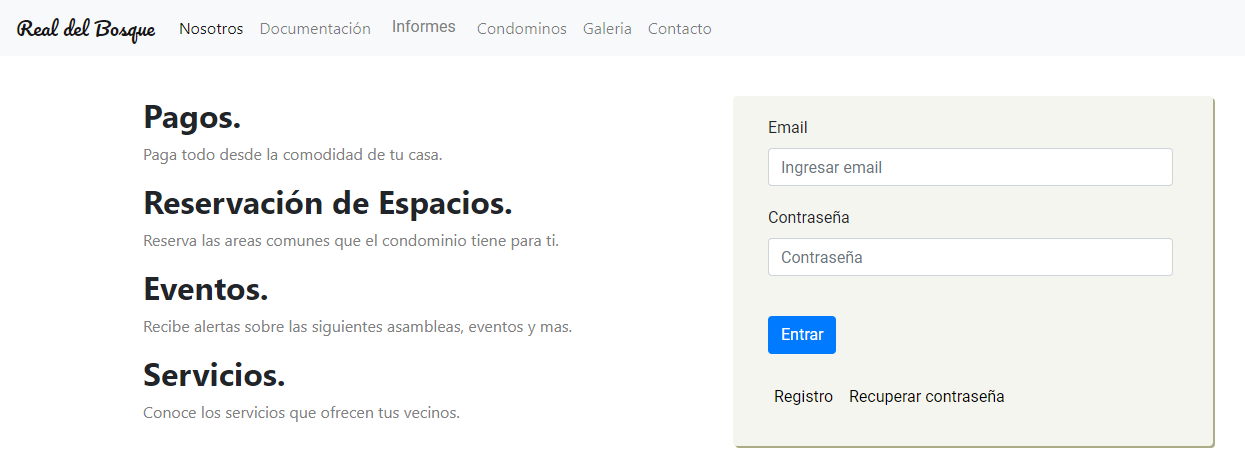 Real del Bosque Nosotros Documentación Informes Condominos Galeria Contacto
Pagos.
Paga todo desde la comodidad de tu casa.
Reservación de Espacios.
Reserva las areas comunes que el condominio tiene para ti.
Eventos.
Recibe alertas sobre las siguientes asambleas, eventos y mas.
Servicios.
Conoce los servicios que ofrecen tus vecinos.
Email
Ingresar email
Contraseña
Contraseña
Entrar
Registro Recuperar contraseña